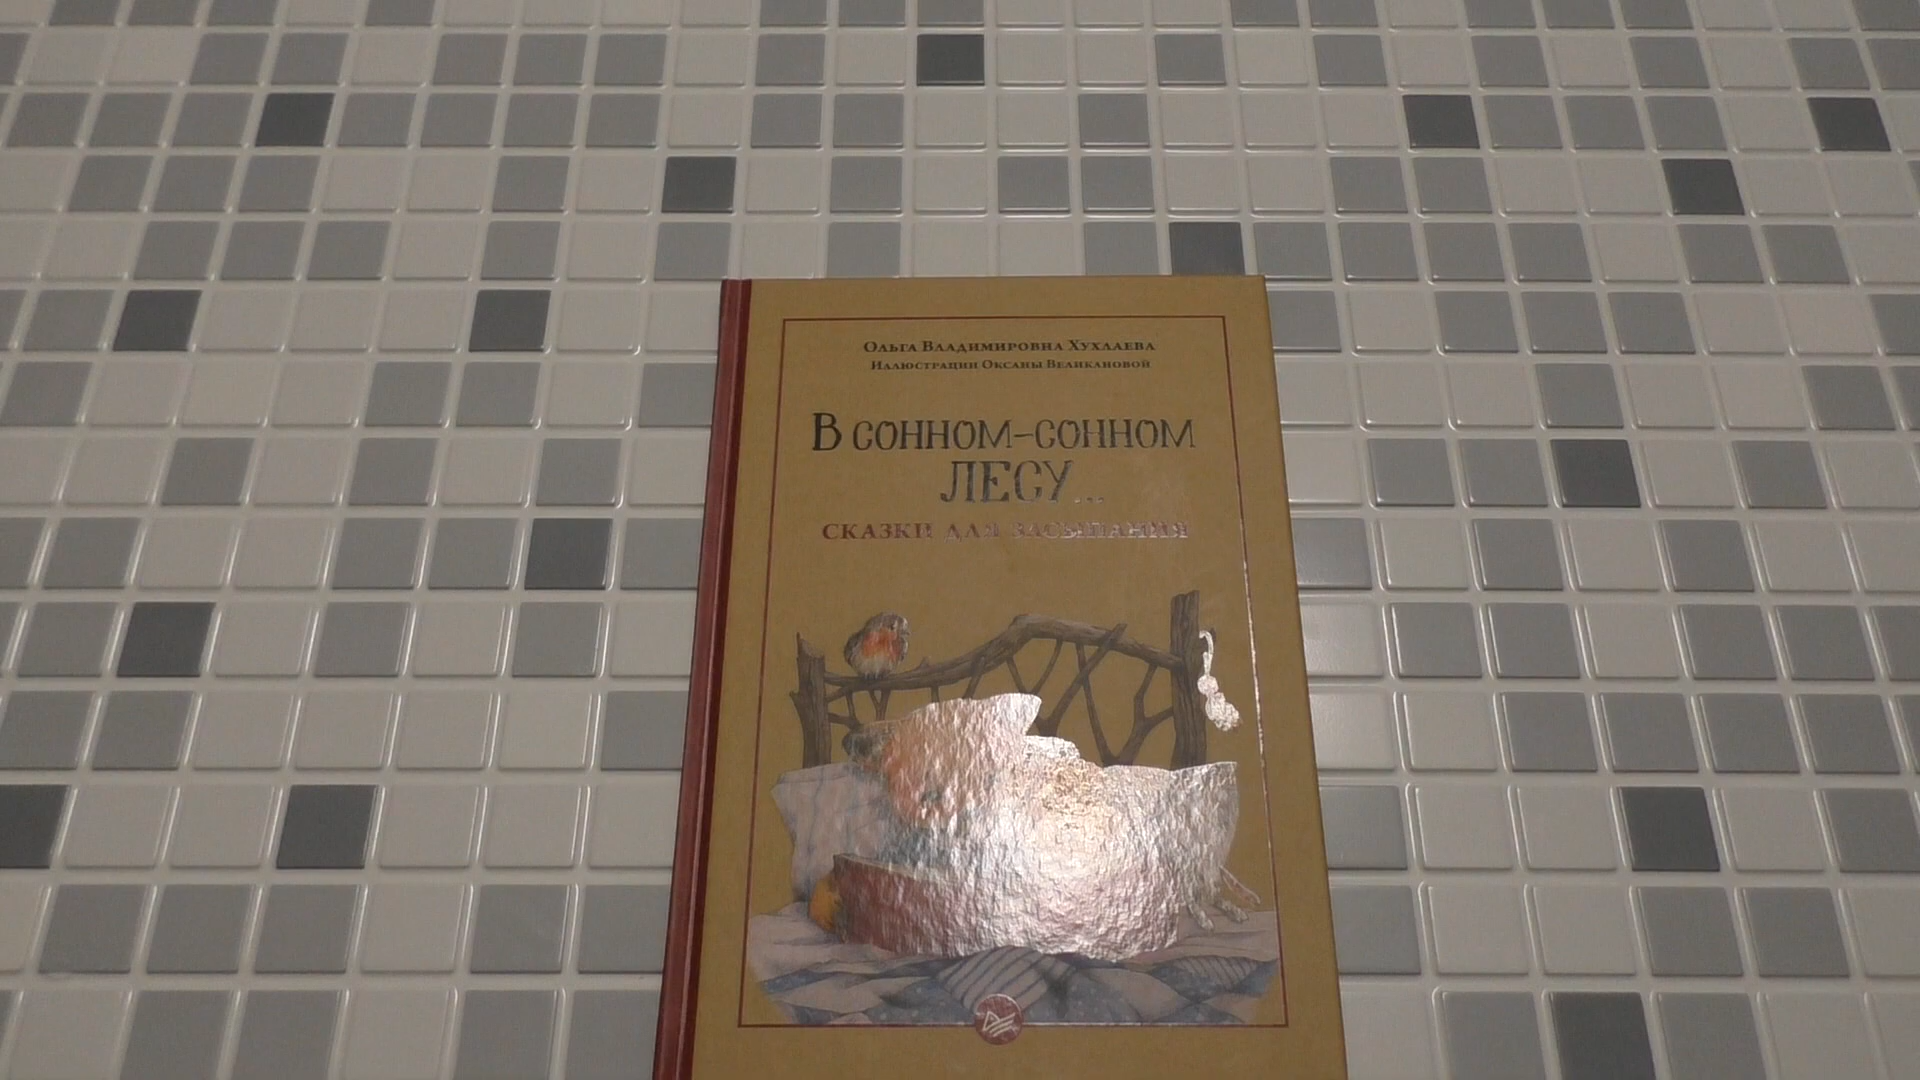 Ольга Владимировна Хухлаева
Иллюстрации Оксаны Великановой
В СОННОМ-СОННОМ
ЛЕСУ...
СКАЗКИ ДЛЯ ЗАСЫПАНИЯ